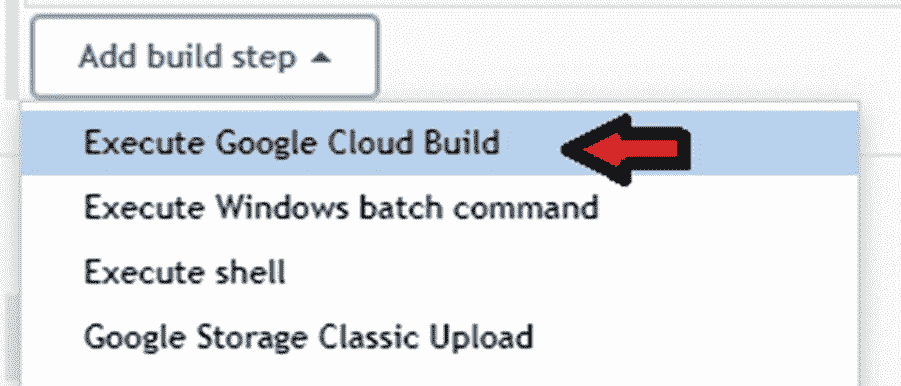 Add build step
Execute Google Cloud Build
Execute Windows batch command
Execute shell
Google Storage Classic Upload